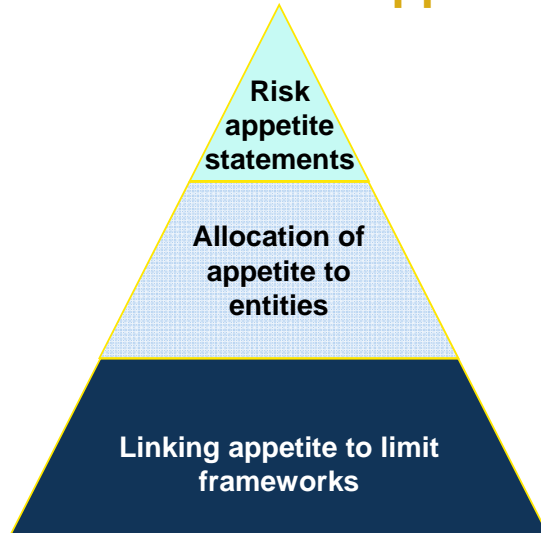 Risk
appetite
statements
Allocation of
appetite to
entities
Linking appetite to limit
frameworks